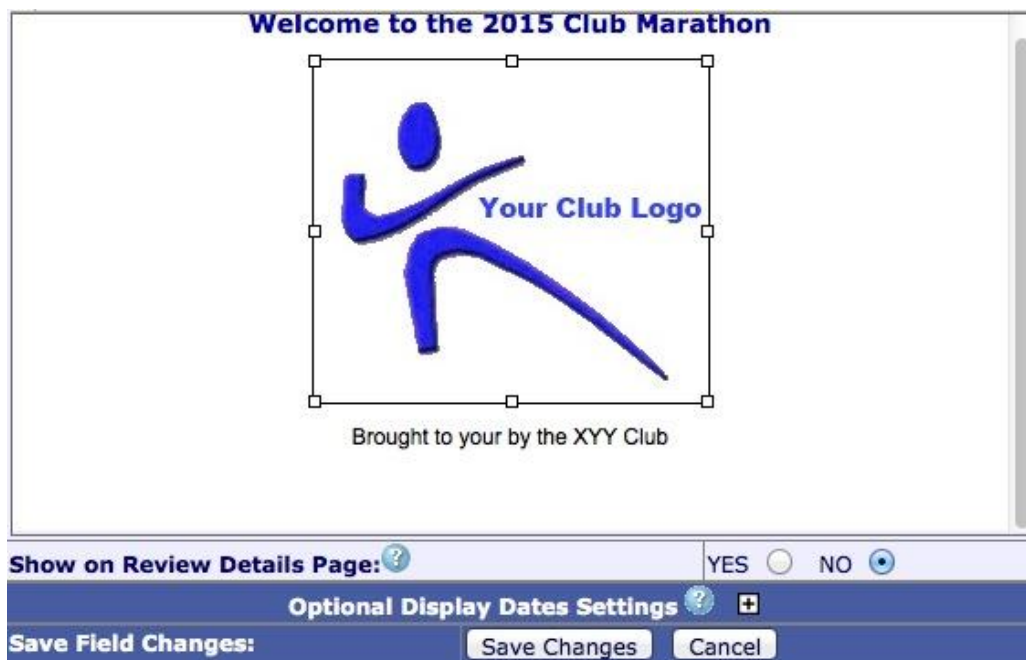 Welcome to the 2015 Club Marathon
Your Club Logo
Brought to your by the XYY Club
Show on Review Details Page:?
YES NO
Optional Display Dates Settings ? +
Save Field Changes: Save Changes Cancel